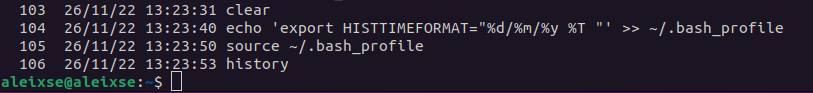 103 26/11/22 13:23:31 clear
104 26/11/22 13:23:40 echo 'export HISTTIMEFORMAT="%d/%m/%y %T "' >> ~/.bash_profile
105 26/11/22 13:23:50 source ~/.bash_profile
106 26/11/22 13:23:53 history
aleixse@aleixse:~$